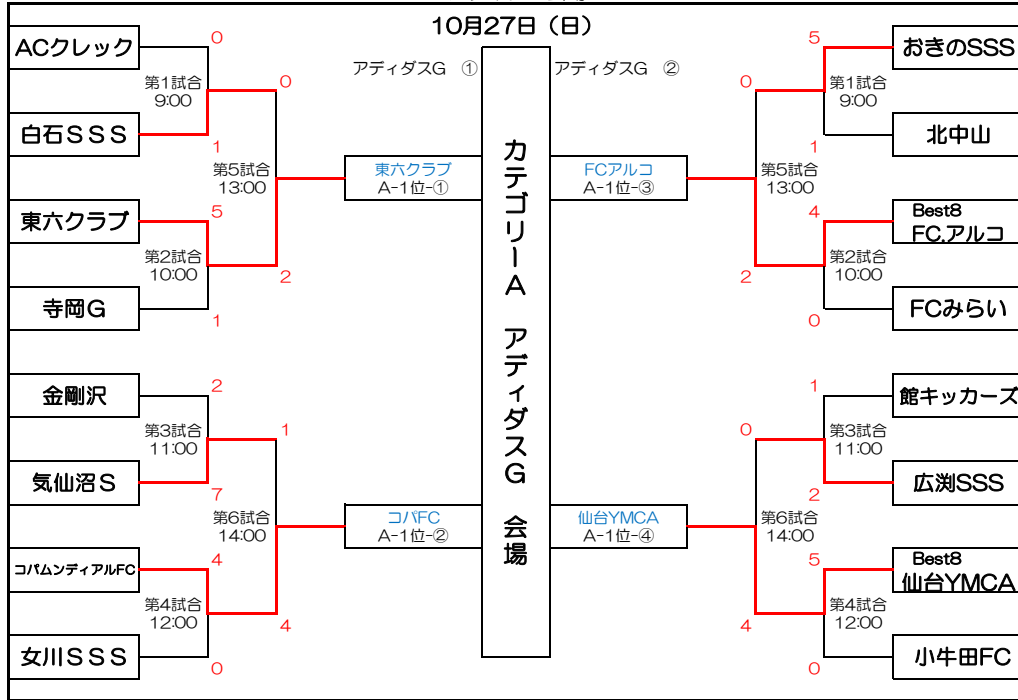 10月27日（日）
アディダスG　①
アディダスG　②
カテゴリーA　アディダスG　会場
ACクレック
0
第1試合
9:00
0
白石ＳＳＳ
1
第5試合
13:00
東六クラブ
A-1位-①
東六クラブ
5
第2試合
10:00
2
寺岡G
1
金剛沢
2
第3試合
11:00
1
気仙沼Ｓ
7
第6試合
14:00
コパFC
A-1位-②
コパムンディアルFC
4
第4試合
12:00
4
女川ＳＳＳ
0
5
おきのSSS
0
第1試合
9:00
1
北中山
FCアルコ
A-1位-③
第5試合
13:00
4
Best8
FC.アルコ
2
第2試合
10:00
0
FCみらい
1
館キッカーズ
0
第3試合
11:00
2
広渕SSS
仙台YMCA
A-1位-④
第6試合
14:00
5
Best8
仙台YMCA
4
第4試合
12:00
0
小牛田FC